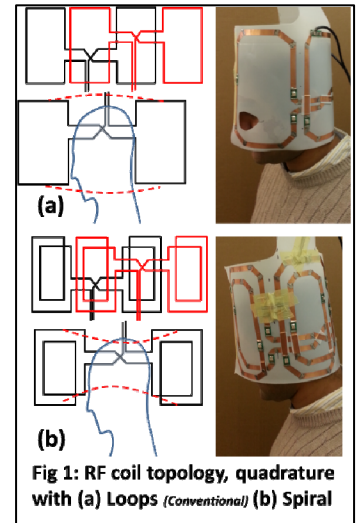 (a)
(b)
Fig 1: RF coil topology, quadrature
with (a) Loops (Conventional) (b) Spiral